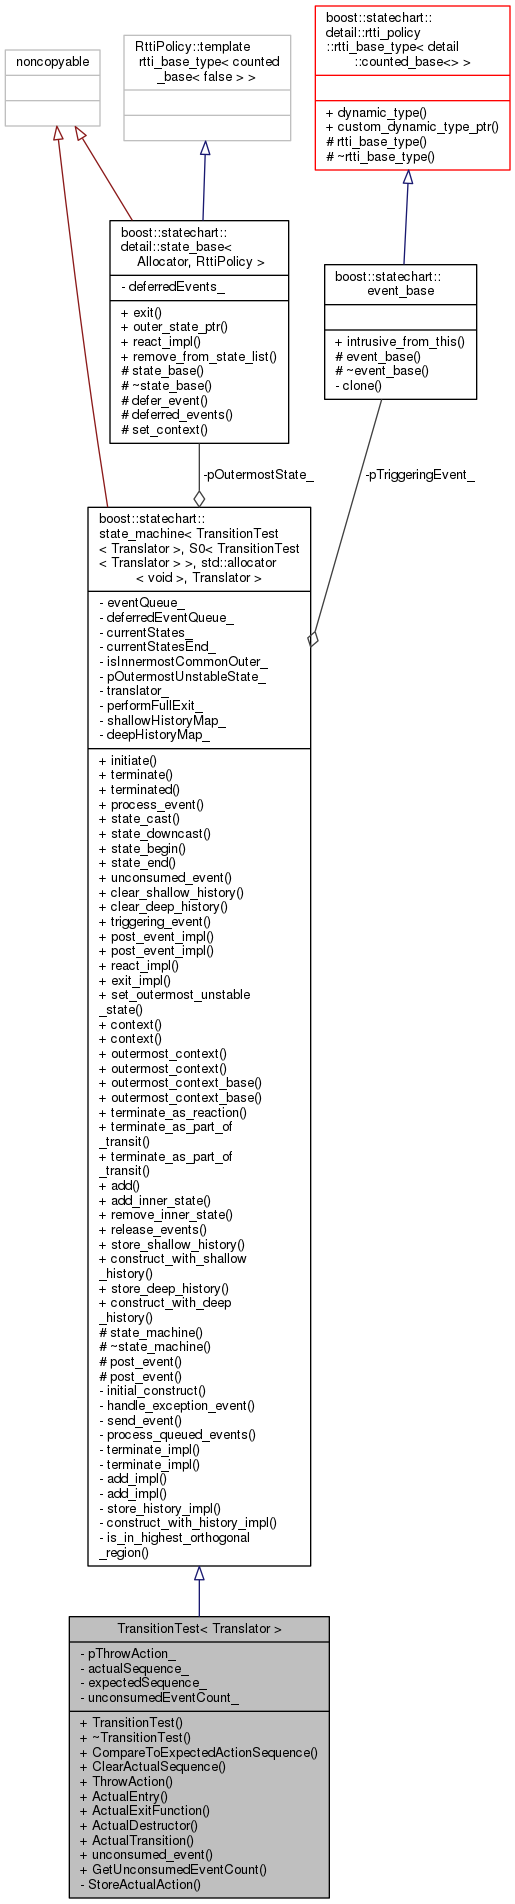 noncopyable
RttiPolicy::template
rtti_base_type< counted
_base< false > >
boost::statechart::
detail::rtti_policy
::rtti_base_type< detail
::counted_base<> >
+ dynamic_type()
+ custom_dynamic_type_ptr()
# rtti_base_type()
# ~rtti_base_type()
boost::statechart::
detail::state_base<
Allocator, RttiPolicy >
- deferredEvents_
+ exit()
+ outer_state_ptr()
+ react_impl()
+ remove_from_state_list()
# state_base()
# ~state_base()
# defer_event()
# deferred_events()
# set_context()
boost::statechart::
event_base
+ intrusive_from_this()
# event_base()
# ~event_base()
- clone()
-pOutermostState_
-pTriggeringEvent_
boost::statechart::
state_machine< TransitionTest
< Translator >, S0< TransitionTest
< Translator > >, std::allocator
< void >, Translator >
- eventQueue_
- deferredEventQueue_
- currentStates_
- currentStatesEnd_
- isInnermostCommonOuter_
- pOutermostUnstableState_
- translator_
- performFullExit_
- shallowHistoryMap_
- deepHistoryMap_
+ initiate()
+ terminate()
+ terminated()
+ process_event()
+ state_cast()
+ state_downcast()
+ state_begin()
+ state_end()
+ unconsumed_event()
+ clear_shallow_history()
+ clear_deep_history()
+ triggering_event()
+ post_event_impl()
+ post_event_impl()
+ react_impl()
+ exit_impl()
+ set_outermost_unstable
_state()
+ context()
+ context()
+ outermost_context()
+ outermost_context()
+ outermost_context_base()
+ outermost_context_base()
+ terminate_as_reaction()
+ terminate_as_part_of
_transit()
+ terminate_as_part_of
_transit()
+ add()
+ add_inner_state()
+ remove_inner_state()
+ release_events()
+ store_shallow_history()
+ construct_with_shallow
_history()
+ store_deep_history()
+ construct_with_deep
_history()
# state_machine()
# ~state_machine()
# post_event()
# post_event()
- initial_construct()
- handle_exception_event()
- send_event()
- process_queued_events()
- terminate_impl()
- terminate_impl()
- add_impl()
- add_impl()
- store_history_impl()
- construct_with_history_impl()
- is_in_highest_orthogonal
_region()
TransitionTest< Translator >
- pThrowAction_
- actualSequence_
- expectedSequence_
- unconsumedEventCount_
+ TransitionTest()
+ ~TransitionTest()
+ CompareToExpectedActionSequence()
+ ClearActualSequence()
+ ThrowAction()
+ ActualEntry()
+ ActualExitFunction()
+ ActualDestructor()
+ ActualTransition()
+ unconsumed_event()
+ GetUnconsumedEventCount()
- StoreActualAction()